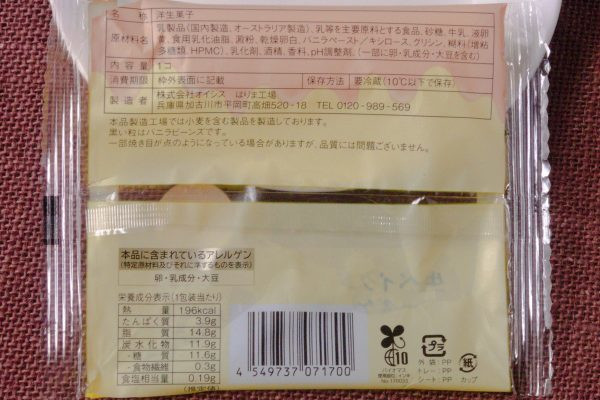 名 称 洋生菓子
原材料名 乳製品(国内製造、オーストラリア製造)、乳等を主要原料とする食品、砂糖、牛乳、液卵
黄、食用乳化油脂、澱粉、乾燥卵白、バニラペースト/キシロース、グリシン、糊料(増粘
多糖類、HPMC)、乳化剤、酒精、香料、pH調整剤、(一部に卵・乳成分・大豆を含む)
内 容 量 1コ
消費期限 枠外表面に記載 保存方法 要冷蔵(10℃以下で保存)
製 造 者 株式会社オイシス はりま工場
兵庫県加古川市平岡町高畑520-18 TEL 0120-989-569
本品製造工場では小麦を含む製品を製造しております。
黒い粒はバニラビーンズです。
一部焼き目が点のようになっている場合がありますが、品質には問題ございません。
本品に含まれているアレルゲン
(特定原材料及びそれに準ずるものを表示)
卵・乳成分・大豆
栄養成分表示(1包装当たり)
熱 量 196kcal
たんぱく質 3.9g
脂 質 14.8g
炭水化物 11.9g
-糖 質 11.6g
-食物繊維 0.3g
食塩相当量 0.19g
(推定値)
4 549737 071700
10
バイオマス
プラ
外 袋:PP
トレー:PP
シート:PP
紙
カップ